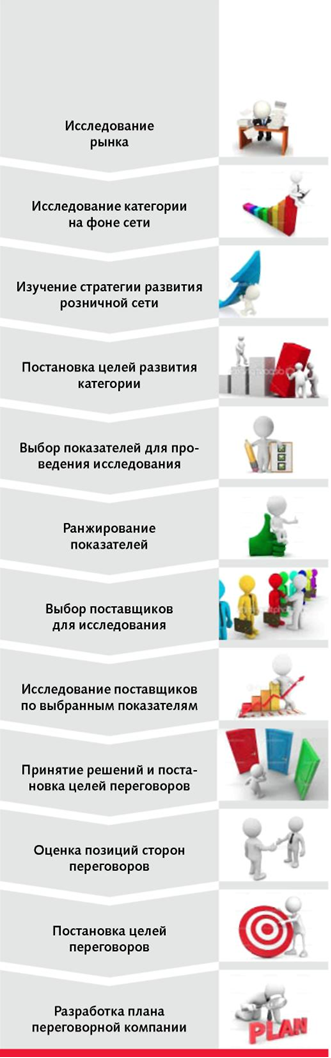 Исследование
рынка
Исследование категории
на фоне сети
Изучение стратегии развития
розничной сети
Постановка целей развития
категории
Выбор показателей для про-
ведения исследования
Ранжирование
показателей
Выбор поставщиков
для исследования
Исследование поставщиков
по выбранным показателям
Принятие решений и поста-
новка целей переговоров
Оценка позиций сторон
переговоров
Постановка целей
переговоров
Разработка плана
переговорной компании
PLAN